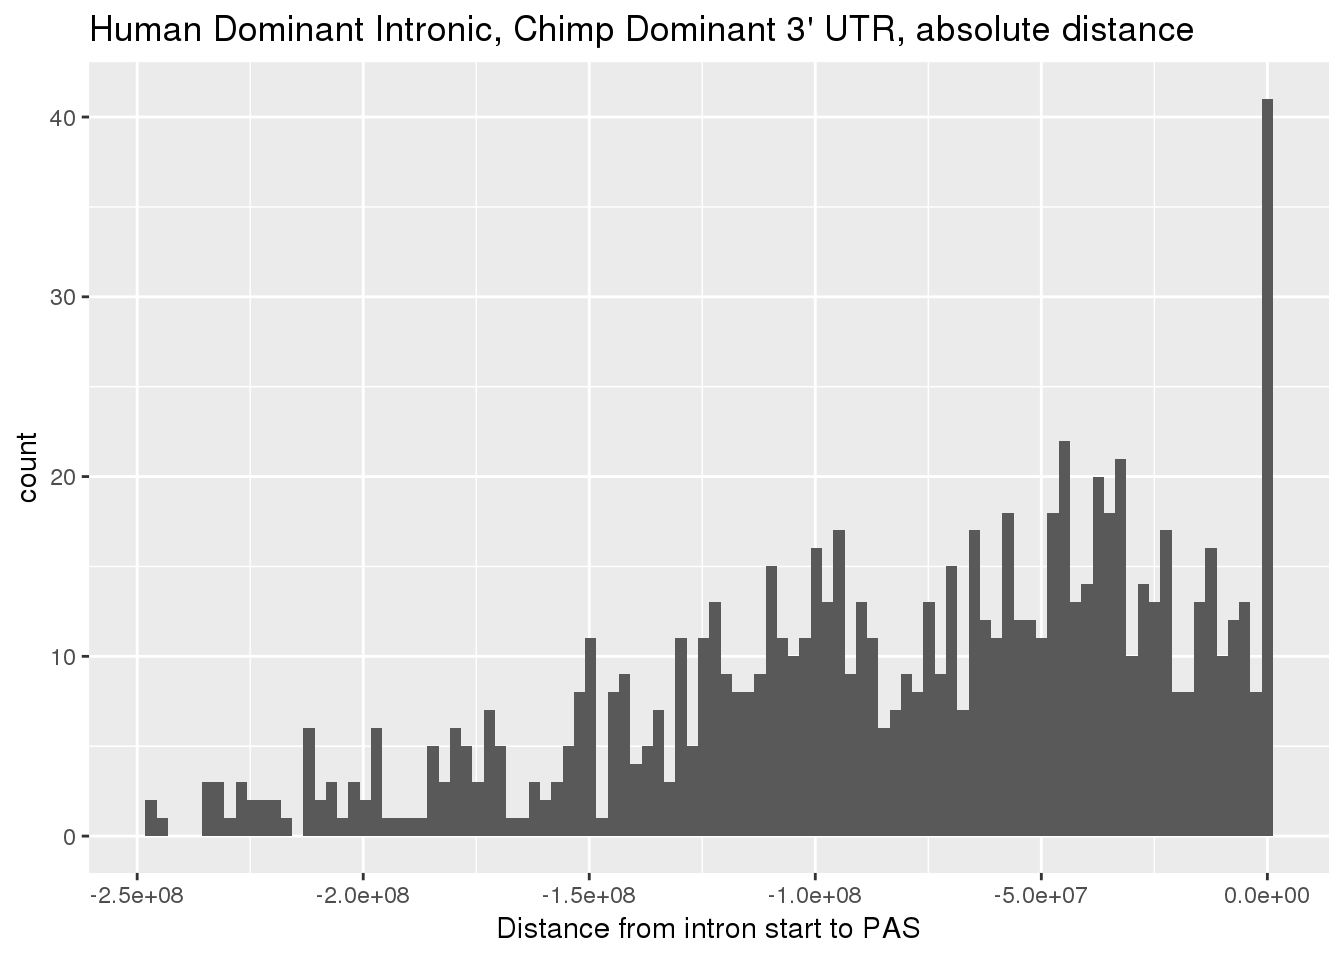 Human Dominant Intronic, Chimp Dominant 3' UTR, absolute distance
count
40
30
20
10
0
-2.5e+08 -2.0e+08 -1.5e+08 -1.0e+08 -5.0e+07 0.0e+00
Distance from intron start to PAS